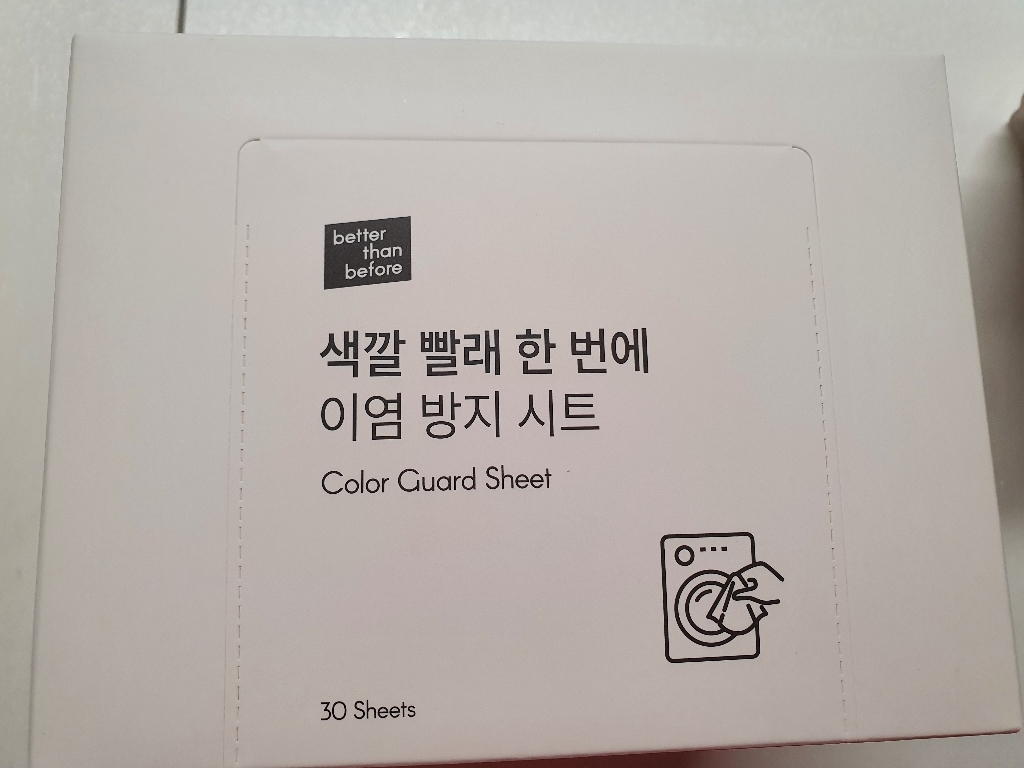 better
than
before
색깔 빨래 한 번에
이염 방지 시트
Color Guard Sheet
30 Sheets